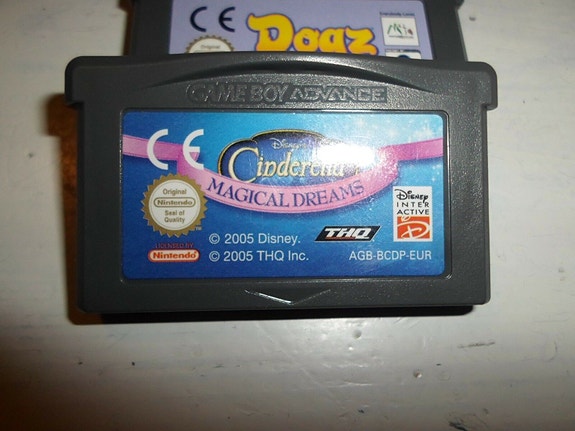 CE
Dogz
GAME BOY ADVANCE
CE
Disney's
Cinderella
MAGICAL DREAMS
Original
Nintendo
Seal of
Quality
LICENSED BY
Nintendo
© 2005 Disney.
© 2005 THQ Inc.
THQ
Disney
INTER
ACTIVE
AGB-BCDP-EUR